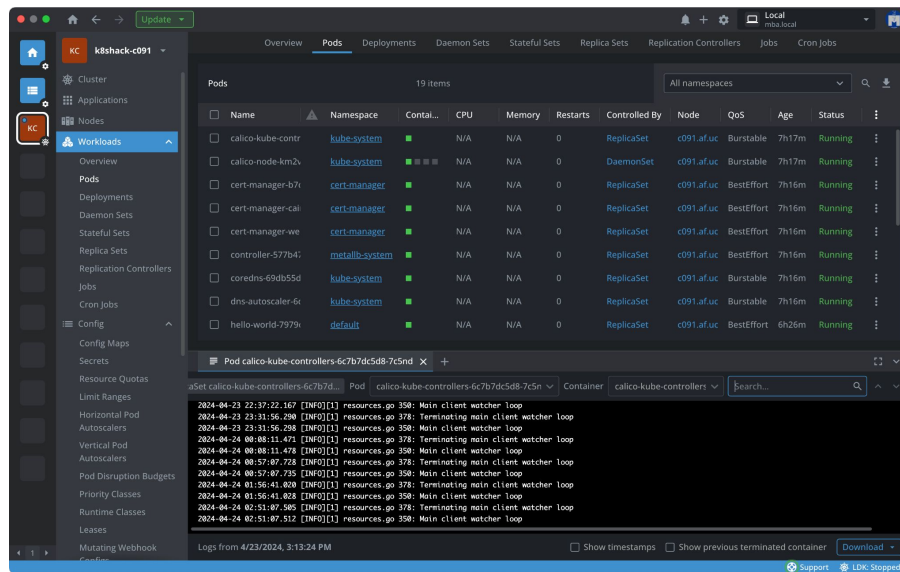 Update
Local
mba.local
KC
k8shack-c091
Cluster
Applications
Nodes
KC
Workloads
Overview
Pods
Deployments
Daemon Sets
Stateful Sets
Replica Sets
Replication Controllers
Jobs
Cron Jobs
Config
Config Maps
Secrets
Resource Quotas
Limit Ranges
Horizontal Pod
Autoscalers
Vertical Pod
Autoscalers
Pod Disruption Budgets
Priority Classes
Runtime Classes
Leases
Mutating Webhook
Configs
1
Overview Pods Deployments Daemon Sets Stateful Sets Replica Sets Replication Controllers Jobs Cron Jobs
Pods 19 items All namespaces
Name Namespace Contai... CPU Memory Restarts Controlled By Node QoS Age Status
calico-kube-contr kube-system N/A N/A 0 ReplicaSet c091.af.uc Burstable 7h17m Running
calico-node-km2v kube-system N/A N/A 0 DaemonSet c091.af.uc Burstable 7h17m Running
cert-manager-b7 cert-manager N/A N/A 0 ReplicaSet c091.af.uc BestEffort 7h16m Running
cert-manager-cai cert-manager N/A N/A 0 ReplicaSet c091.af.uc BestEffort 7h16m Running
cert-manager-we cert-manager N/A N/A 0 ReplicaSet c091.af.uc BestEffort 7h16m Running
controller-577b4 metallb-system N/A N/A 0 ReplicaSet c091.af.uc BestEffort 7h16m Running
coredns-69db55d kube-system N/A N/A 0 ReplicaSet c091.af.uc Burstable 7h16m Running
dns-autoscaler-6 kube-system N/A N/A 0 ReplicaSet c091.af.uc Burstable 7h16m Running
hello-world-7979 default N/A N/A 0 ReplicaSet c091.af.uc BestEffort 6h26m Running
Pod calico-kube-controllers-6c7b7dc5d8-7c5nd
aSet calico-kube-controllers-6c7b7d... Pod calico-kube-controllers-6c7b7dc5d8-7c5n Container calico-kube-controllers Search...
2024-04-23 22:37:22.167 [INFO][1] resources.go 350: Main client watcher loop
2024-04-23 23:31:56.290 [INFO][1] resources.go 378: Terminating main client watcher loop
2024-04-23 23:31:56.298 [INFO][1] resources.go 350: Main client watcher loop
2024-04-24 00:08:11.471 [INFO][1] resources.go 378: Terminating main client watcher loop
2024-04-24 00:08:11.478 [INFO][1] resources.go 350: Main client watcher loop
2024-04-24 00:57:07.728 [INFO][1] resources.go 378: Terminating main client watcher loop
2024-04-24 00:57:07.735 [INFO][1] resources.go 350: Main client watcher loop
2024-04-24 01:56:41.020 [INFO][1] resources.go 378: Terminating main client watcher loop
2024-04-24 01:56:41.028 [INFO][1] resources.go 350: Main client watcher loop
2024-04-24 02:51:07.505 [INFO][1] resources.go 378: Terminating main client watcher loop
2024-04-24 02:51:07.512 [INFO][1] resources.go 350: Main client watcher loop
Logs from 4/23/2024, 3:13:24 PM Show timestamps Show previous terminated container Download
Support LDK: Stopped